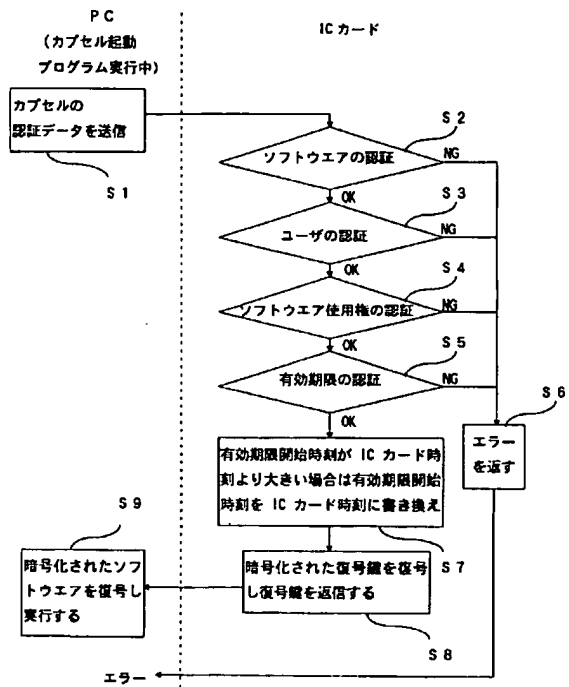 PC
(カプセル起動
プログラム実行中)
ICカード
カプセルの
認証データを送信
S1
ソフトウエアの認証
S2
NG
OK
ユーザの認証
S3
NG
OK
ソフトウエア使用権の認証
S4
NG
OK
有効期限の認証
S5
NG
OK
S6
エラー
を返す
有効期限開始時刻が IC カード時
刻より大きい場合は有効期限開始
時刻を IC カード時刻に書き換え
S7
暗号化された復号鍵を復号
し復号鍵を返信する
S8
S9
暗号化されたソフ
トウエアを復号し
実行する
エラー